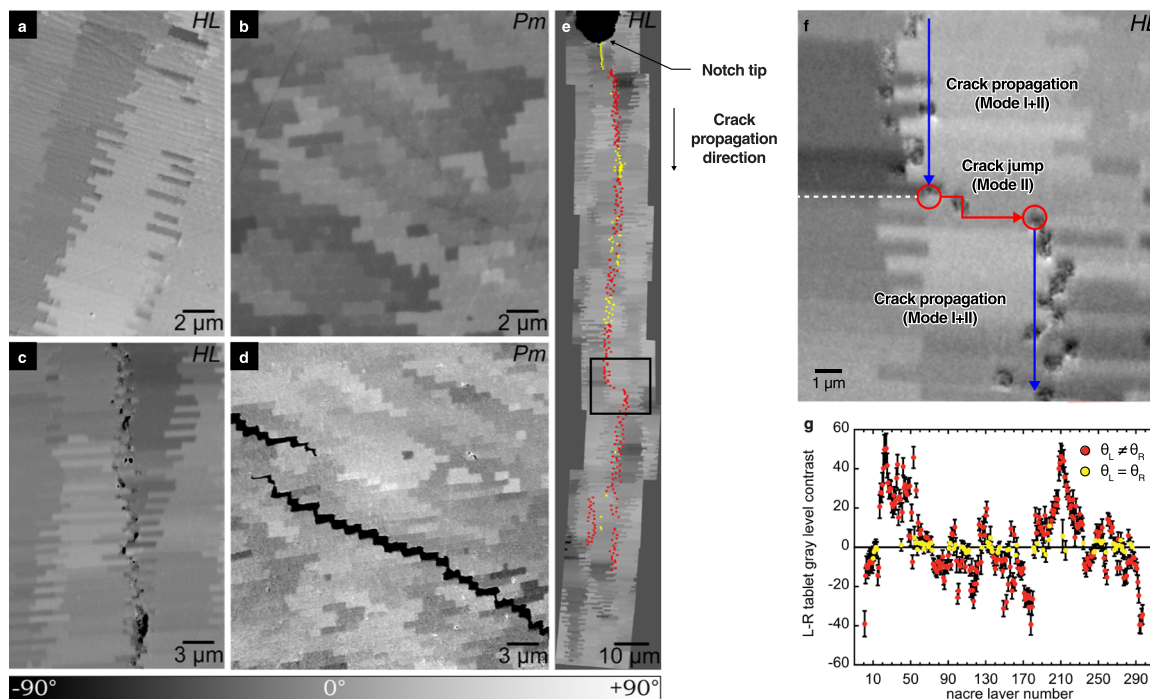 a
HL
2 µm
b
Pm
2 µm
c
HL
3 µm
d
Pm
3 µm
-90°
0°
+90°
e
HL
Notch tip
Crack
propagation
direction
10 µm
f
HL
Crack propagation
(Mode I+II)
Crack jump
(Mode II)
Crack propagation
(Mode I+II)
1 µm
g
θL ≠ θR
θL = θR
L-R tablet gray level contrast
60
40
20
0
-20
-40
-60
10 50 90 130 170 210 250 290
nacre layer number